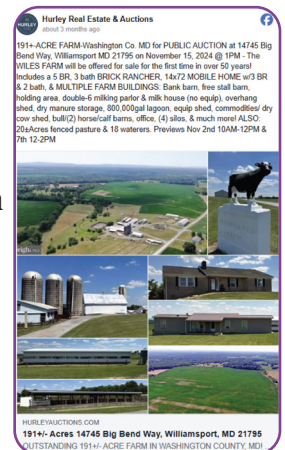 Hurley Real Estate & Auctions
about 3 months ago
HURLEY
191+-ACRE FARM-Washington Co. MD for PUBLIC AUCTION at 14745 Big
Bend Way, Williamsport MD 21795 on November 15, 2024 @ 1PM - The
WILES FARM will be offered for sale for the first time in over 50 years!
Includes a 5 BR, 3 bath BRICK RANCHER, 14x72 MOBILE HOME w/3 BR
& 2 bath, & MULTIPLE FARM BUILDINGS: Bank barn, free stall barn,
holding area, double-6 milking parlor & milk house (no equip), overhang
shed, dry manure storage, 800,000gal lagoon, equip shed, commodities/ dry
cow shed, bull/(2) horse/calf barns, office, (4) silos, & much more! ALSO:
20±Acres fenced pasture & 18 waterers. Previews Nov 2nd 10AM-12PM &
7th 12-2PM
HURLEYAUCTIONS.COM
191+/- Acres 14745 Big Bend Way, Williamsport, MD 21795
OUTSTANDING 191+/- ACRE FARM IN WASHINGTON COUNTY, MD!